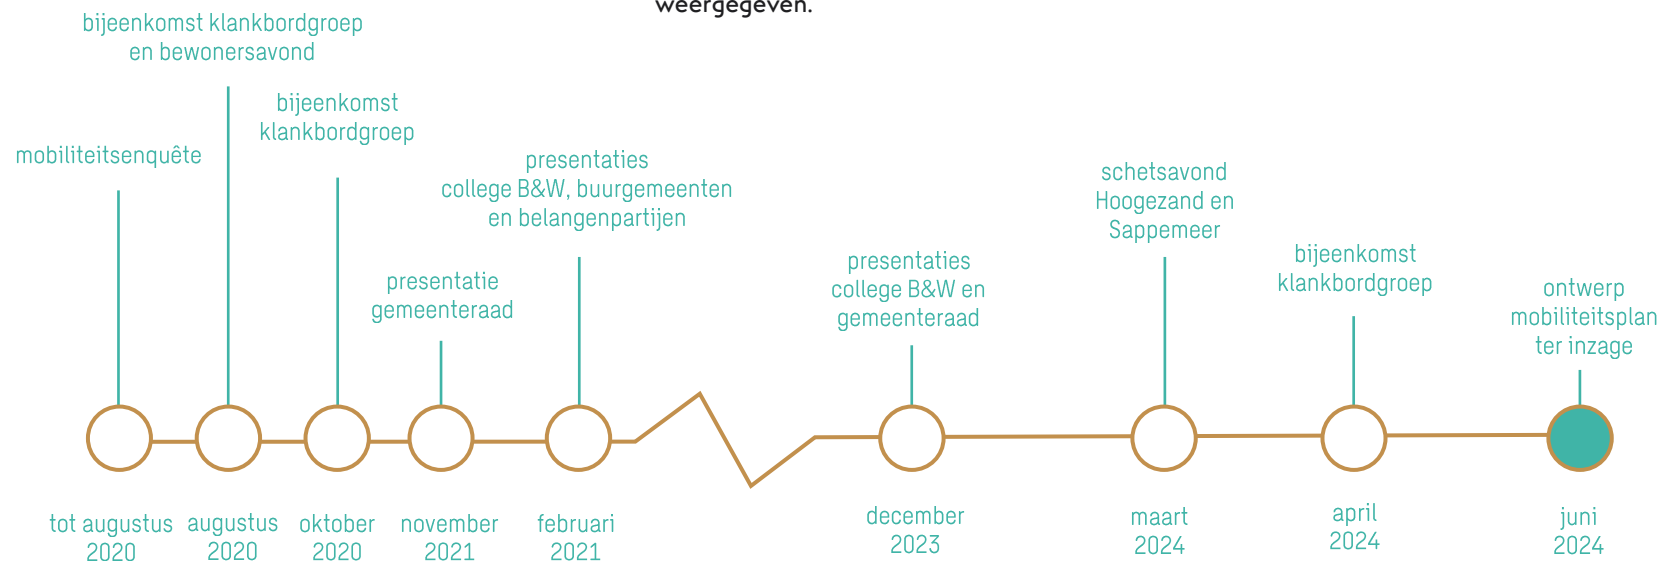 weergegeven.
bijeenkomst klankbordgroep
en bewonersavond
bijeenkomst
klankbordgroep
mobiliteitsenquête
presentaties
college B&W, buurgemeenten
en belangenpartijen
presentatie
gemeenteraad
presentaties
college B&W en
gemeenteraad
schetsavond
Hoogezand en
Sappemeer
bijeenkomst
klankbordgroep
ontwerp
mobiliteitsplan
ter inzage
tot augustus
2020
augustus
2020
oktober
2020
november
2021
februari
2021
december
2023
maart
2024
april
2024
juni
2024